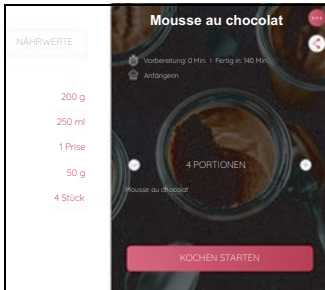 Mousse au chocolat
NÄHRWERTE
Vorbereitung: 0 Min. I Fertig in: 140 Min.
Anfängerin
200 g
250 ml
1 Prise
50 g
4 Stück
4 PORTIONEN
Mousse au chocolat
KOCHEN STARTEN